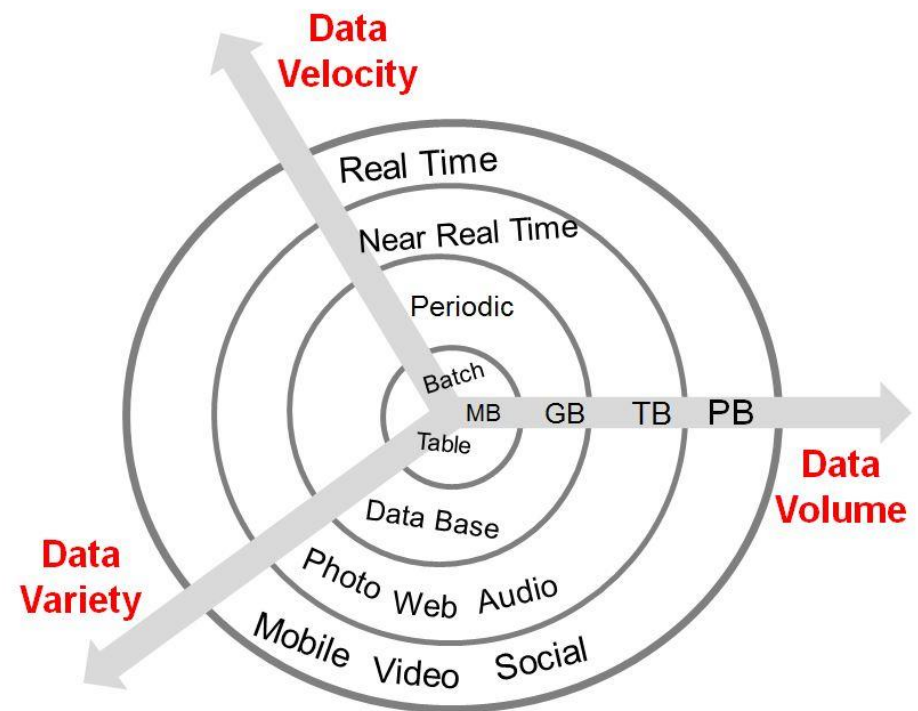 Data
Velocity
Real Time
Near Real Time
Periodic
Batch
MB GB TB PB
Table
Data
Volume
Data Base
Data
Variety
Photo Web Audio
Mobile Video Social